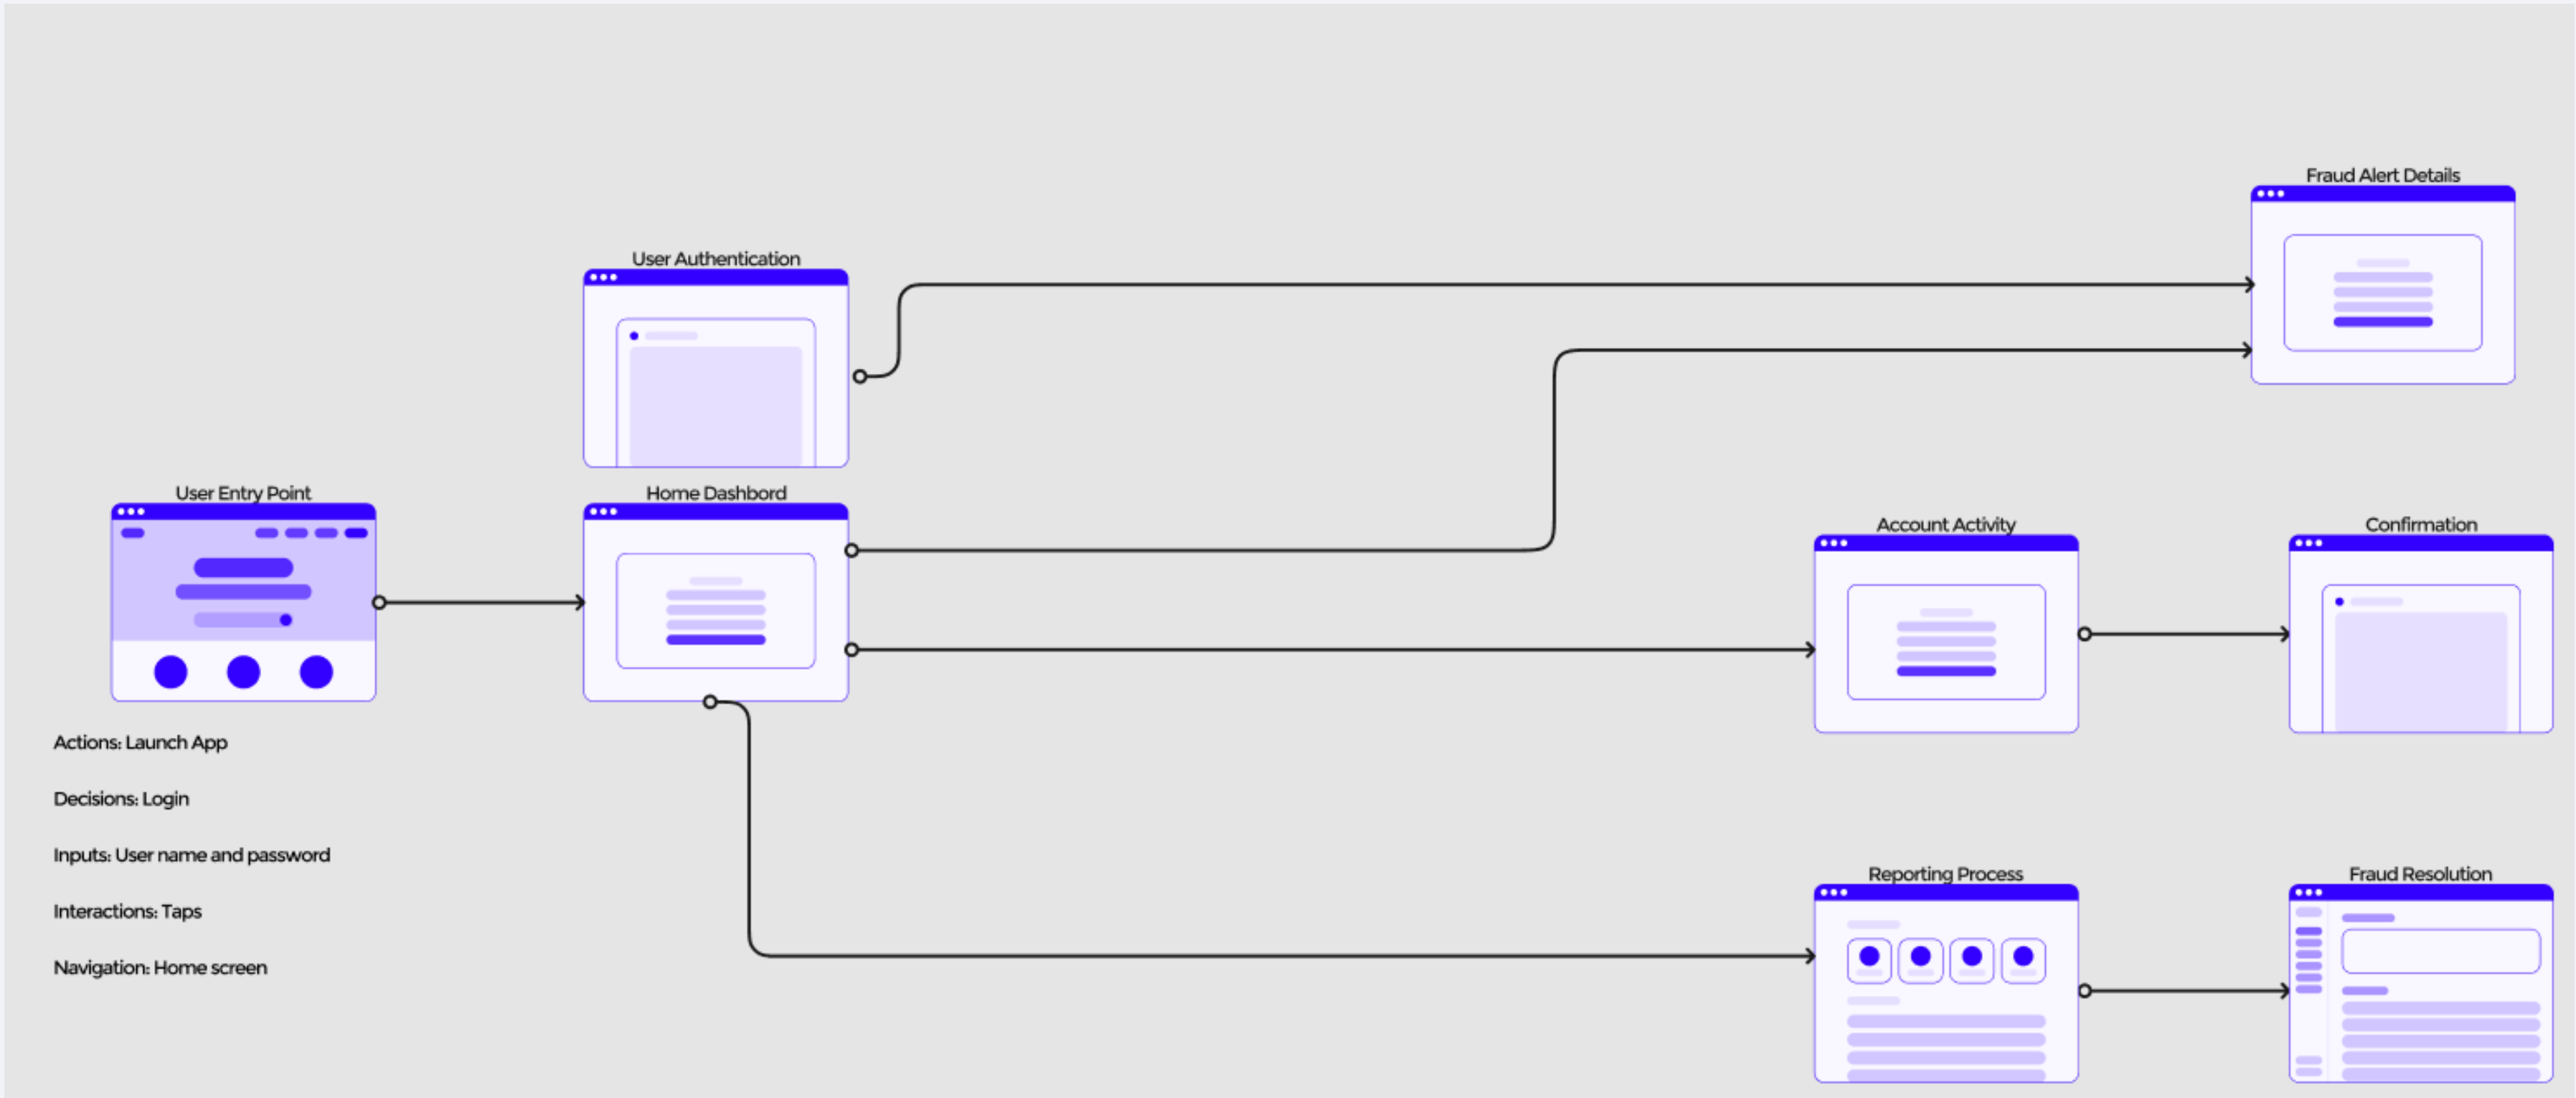 Fraud Alert Details
User Authentication
User Entry Point
Home Dashbord
Account Activity
Confirmation
Actions: Launch App
Decisions: Login
Inputs: User name and password
Interactions: Taps
Navigation: Home screen
Reporting Process
Fraud Resolution